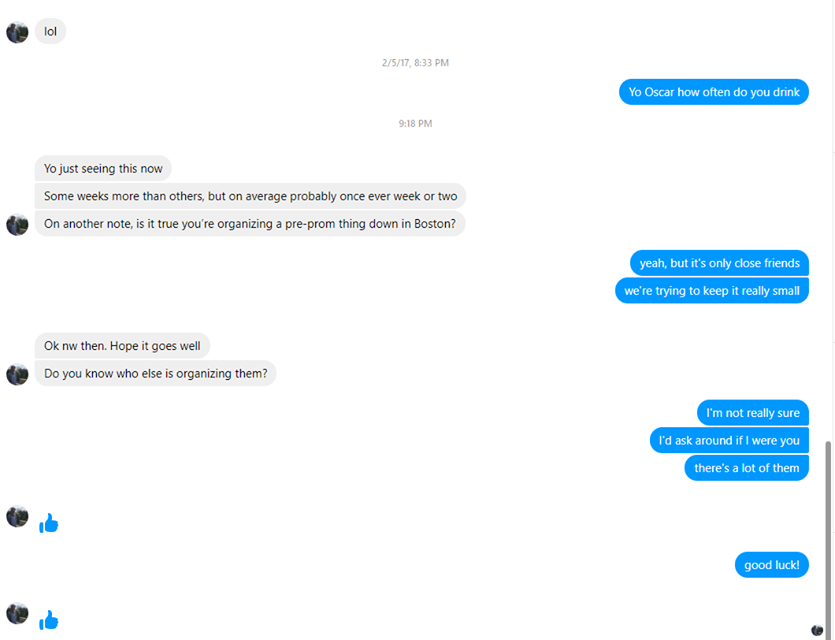 lol
2/5/17, 8:33 PM
Yo Oscar how often do you drink
9:18 PM
Yo just seeing this now
Some weeks more than others, but on average probably once ever week or two
On another note, is it true you're organizing a pre-prom thing down in Boston?
yeah, but it's only close friends
we're trying to keep it really small
Ok nw then. Hope it goes well
Do you know who else is organizing them?
I'm not really sure
I'd ask around if I were you
there's a lot of them
good luck!